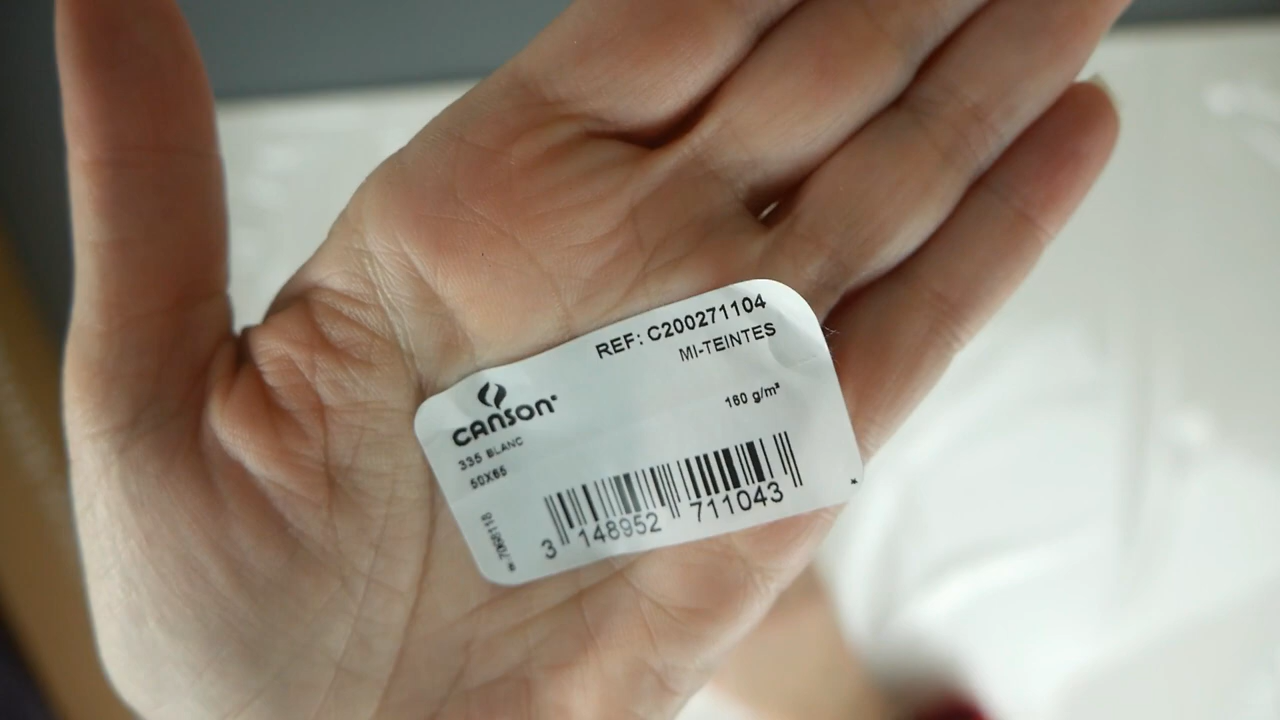 REF: C200271104
MI-TEINTES
160 g/m²
CANSON
335 BLANC
50X65
3 148952 711043